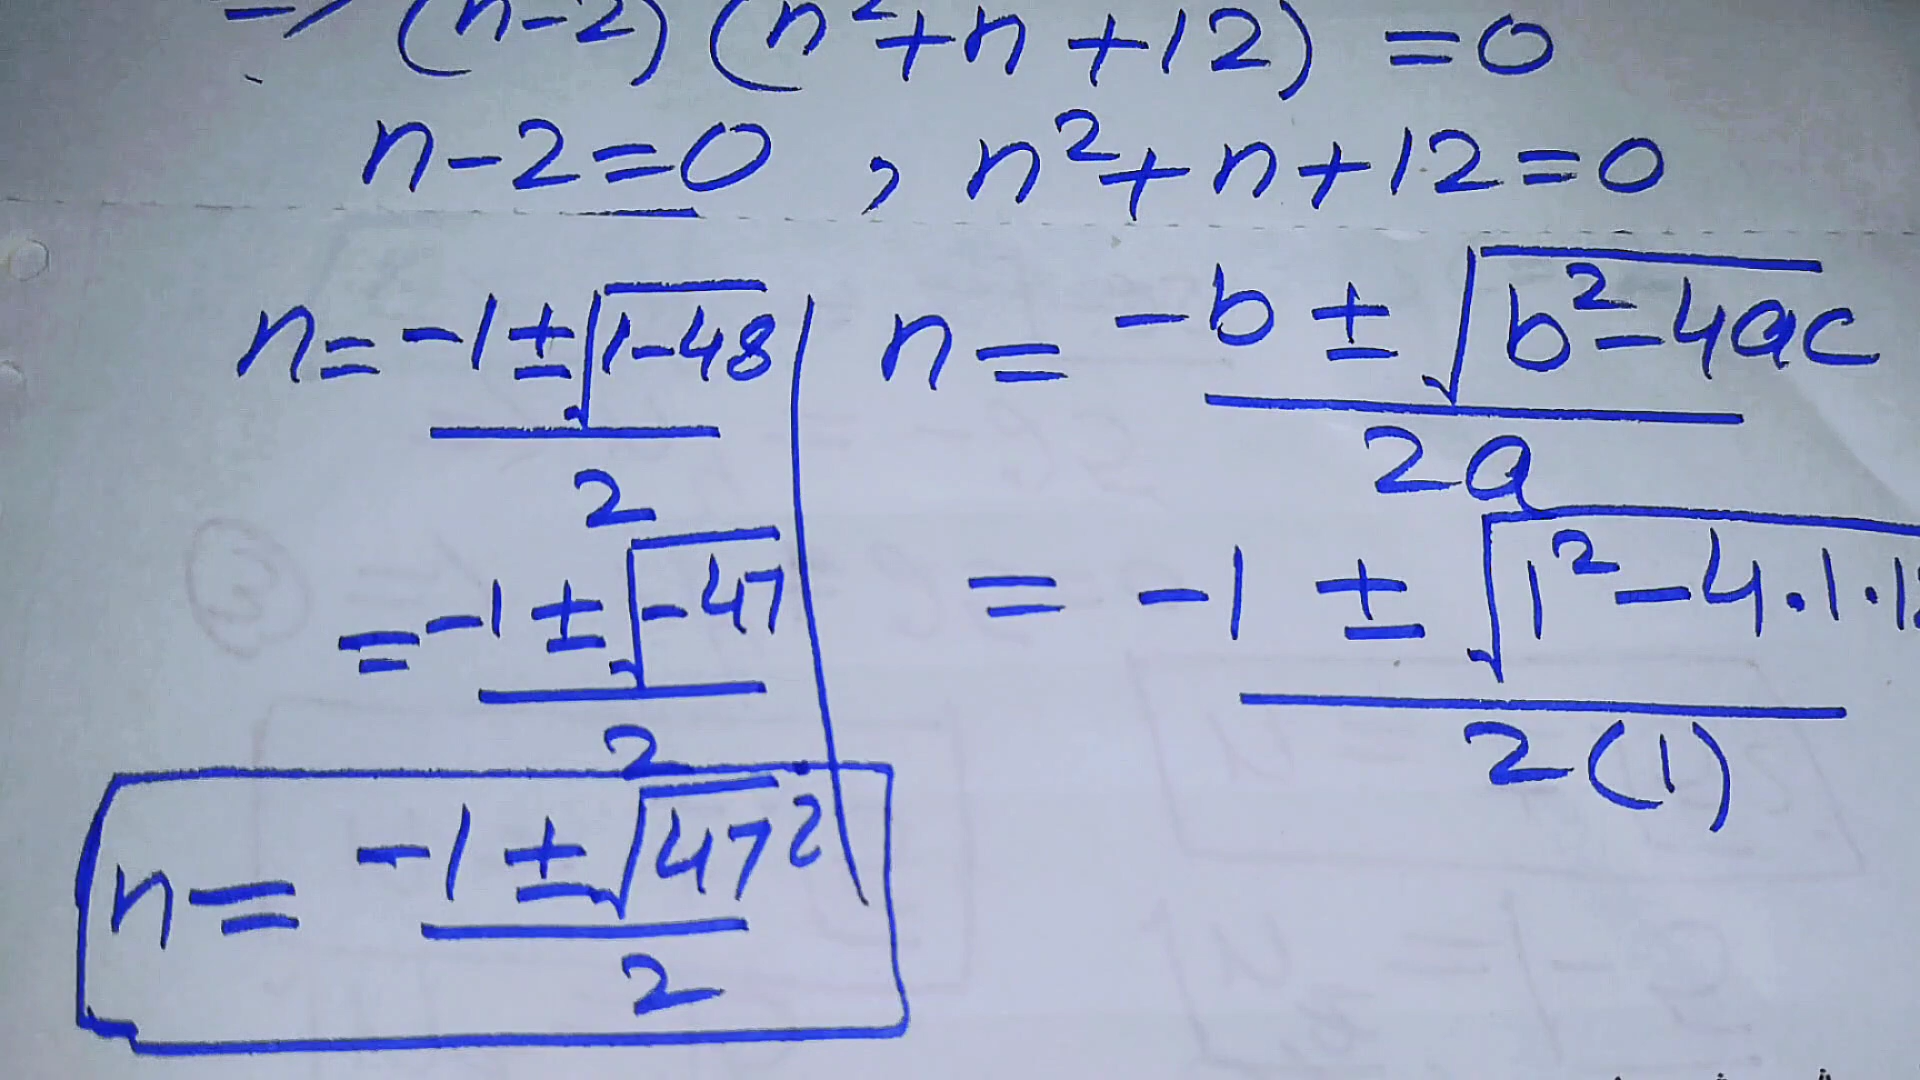 ⇒ (n-2) (n²+n+12) = 0
n-2=0 , n²+n+12=0
n = (-b ± √(b²-4ac)) / 2a
= (-1 ± √(1²-4·1·12)) / 2(1)
n = (-1 ± √(1-48)) / 2
= (-1 ± √(-47)) / 2
n = (-1 ± √47 i) / 2